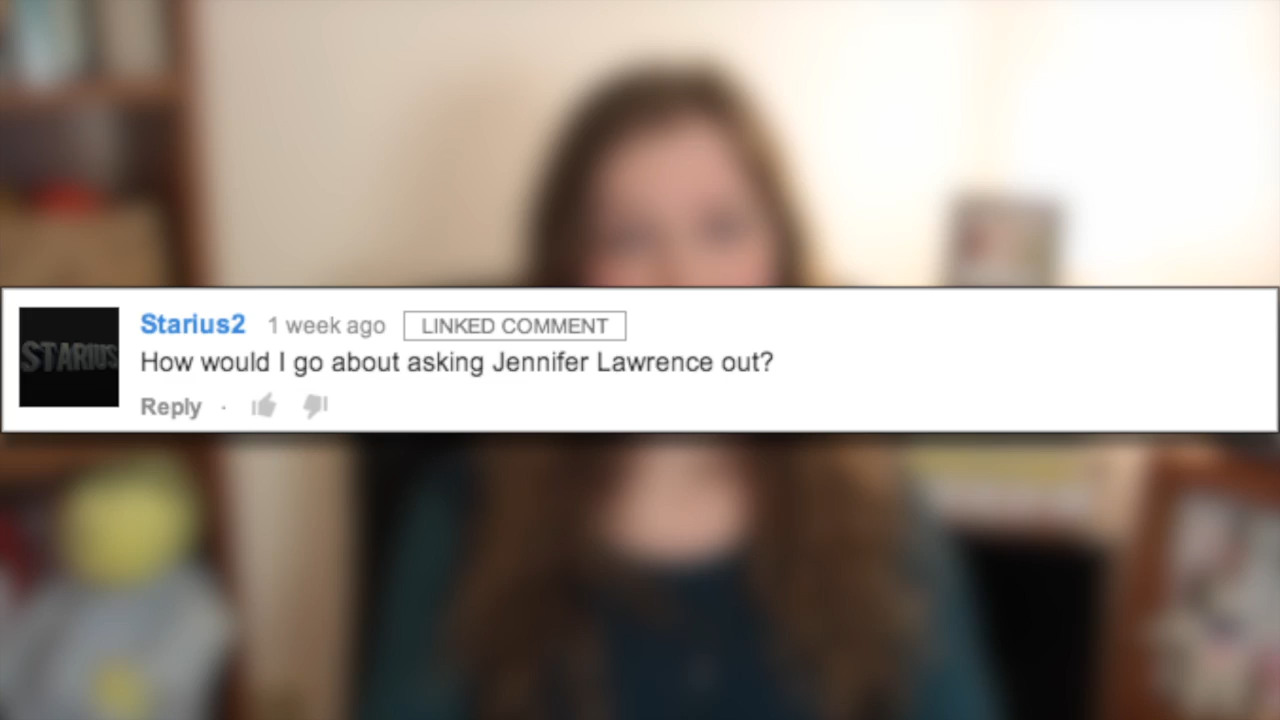 STARIUS
Starius2 1 week ago LINKED COMMENT
How would I go about asking Jennifer Lawrence out?
Reply ·